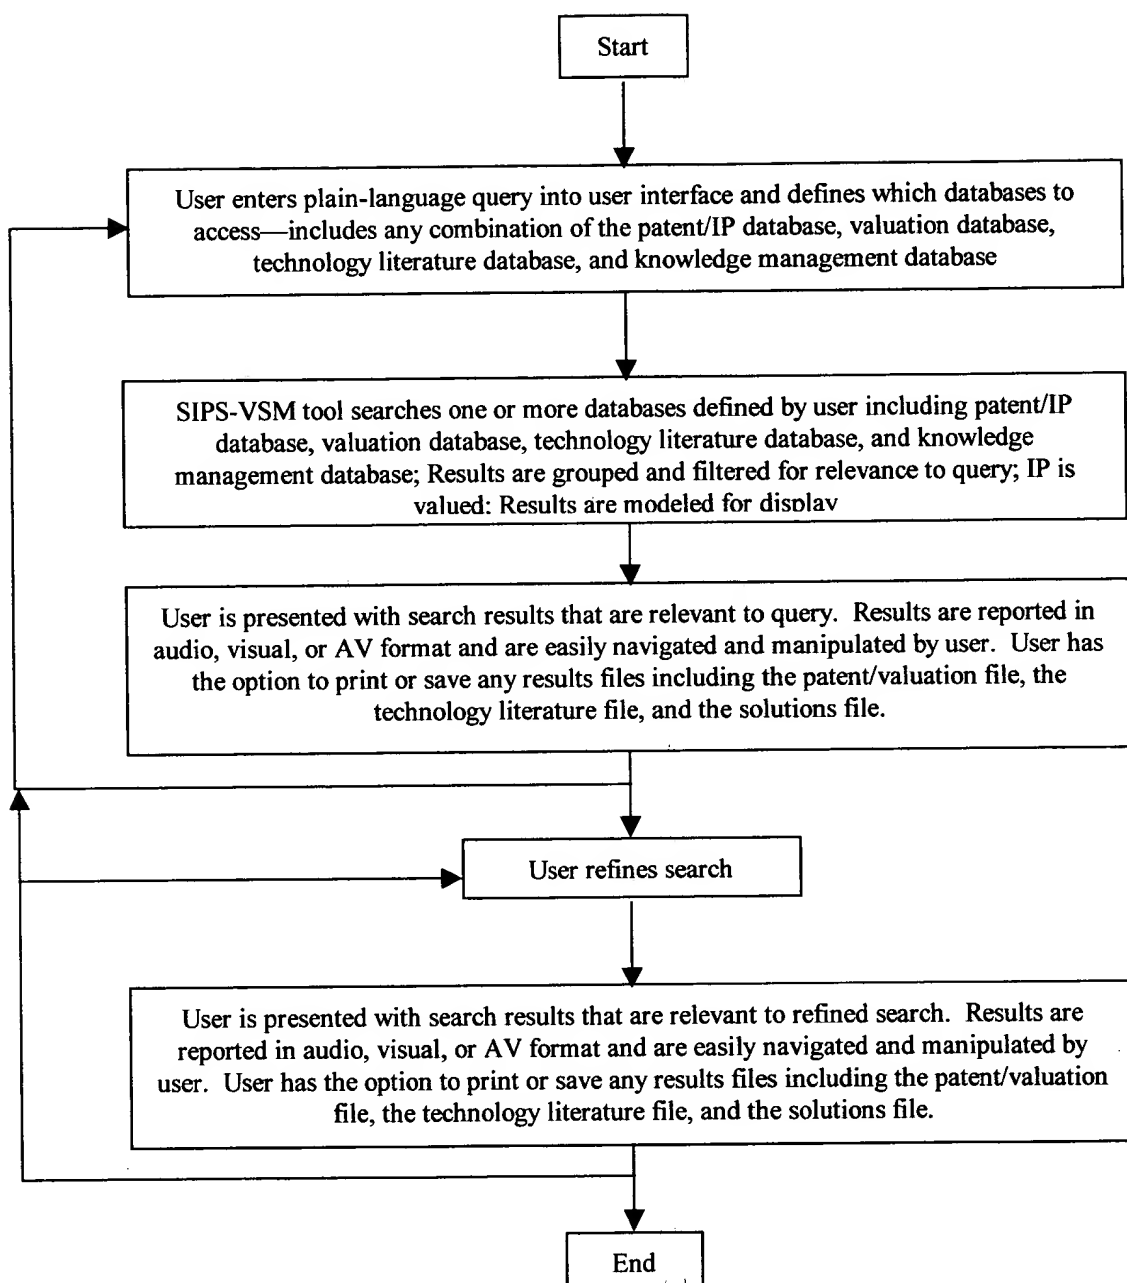 Start
User enters plain-language query into user interface and defines which databases to
access—includes any combination of the patent/IP database, valuation database,
technology literature database, and knowledge management database
SIPS-VSM tool searches one or more databases defined by user including patent/IP
database, valuation database, technology literature database, and knowledge
management database; Results are grouped and filtered for relevance to query; IP is
valued; Results are modeled for display
User is presented with search results that are relevant to query. Results are reported in
audio, visual, or AV format and are easily navigated and manipulated by user. User has
the option to print or save any results files including the patent/valuation file, the
technology literature file, and the solutions file.
User refines search
User is presented with search results that are relevant to refined search. Results are
reported in audio, visual, or AV format and are easily navigated and manipulated by
user. User has the option to print or save any results files including the patent/valuation
file, the technology literature file, and the solutions file.
End